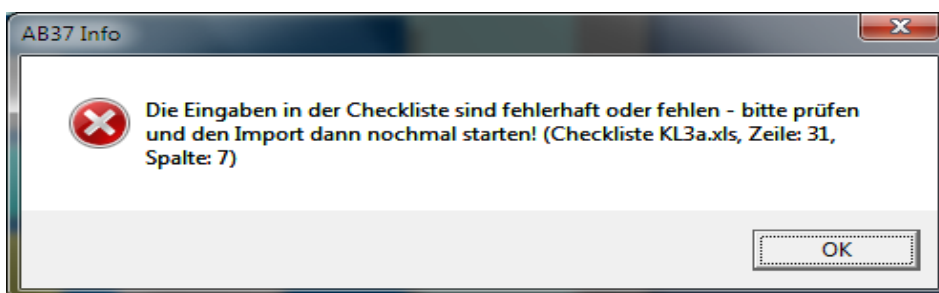 AB37 Info
Die Eingaben in der Checkliste sind fehlerhaft oder fehlen - bitte prüfen
und den Import dann nochmal starten! (Checkliste KL3a.xls, Zeile: 31,
Spalte: 7)
OK